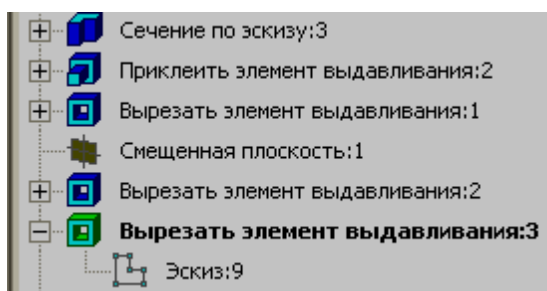 Сечение по эскизу:3
Приклеить элемент выдавливания:2
Вырезать элемент выдавливания:1
Смещенная плоскость:1
Вырезать элемент выдавливания:2
Вырезать элемент выдавливания:3
Эскиз:9